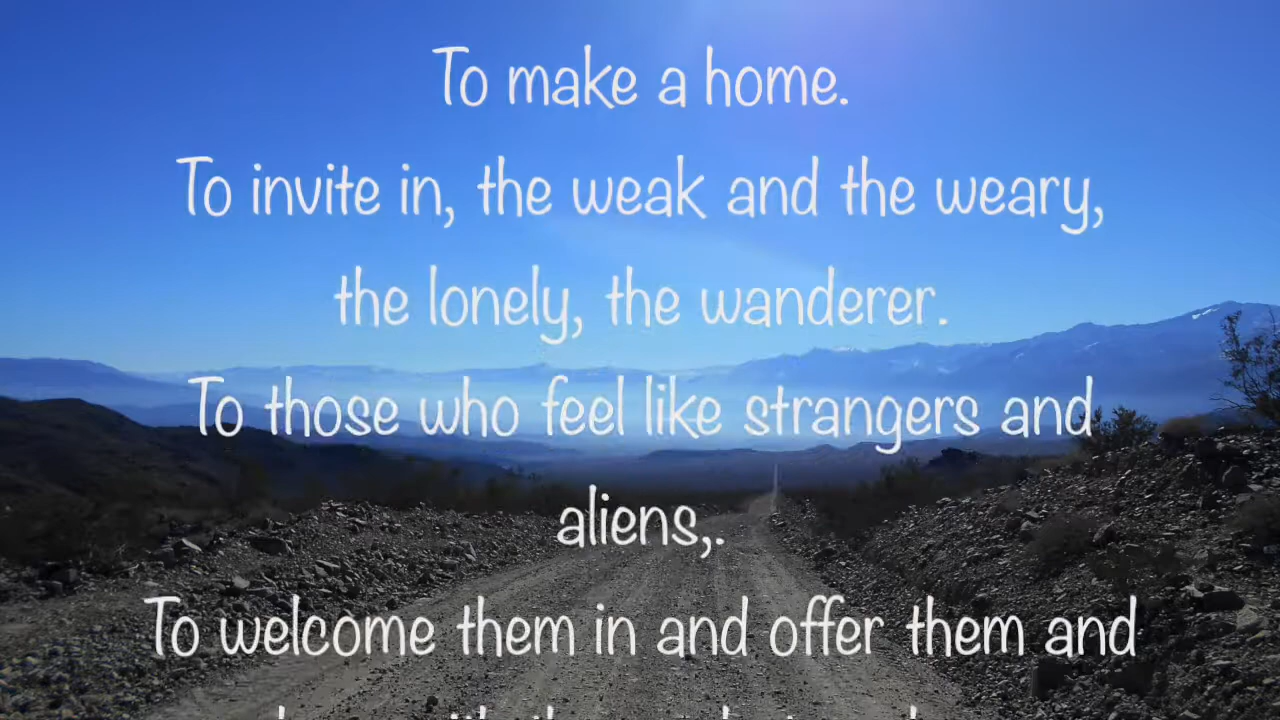 To make a home.
To invite in, the weak and the weary,
the lonely, the wanderer.
To those who feel like strangers and
aliens,.
To welcome them in and offer them and